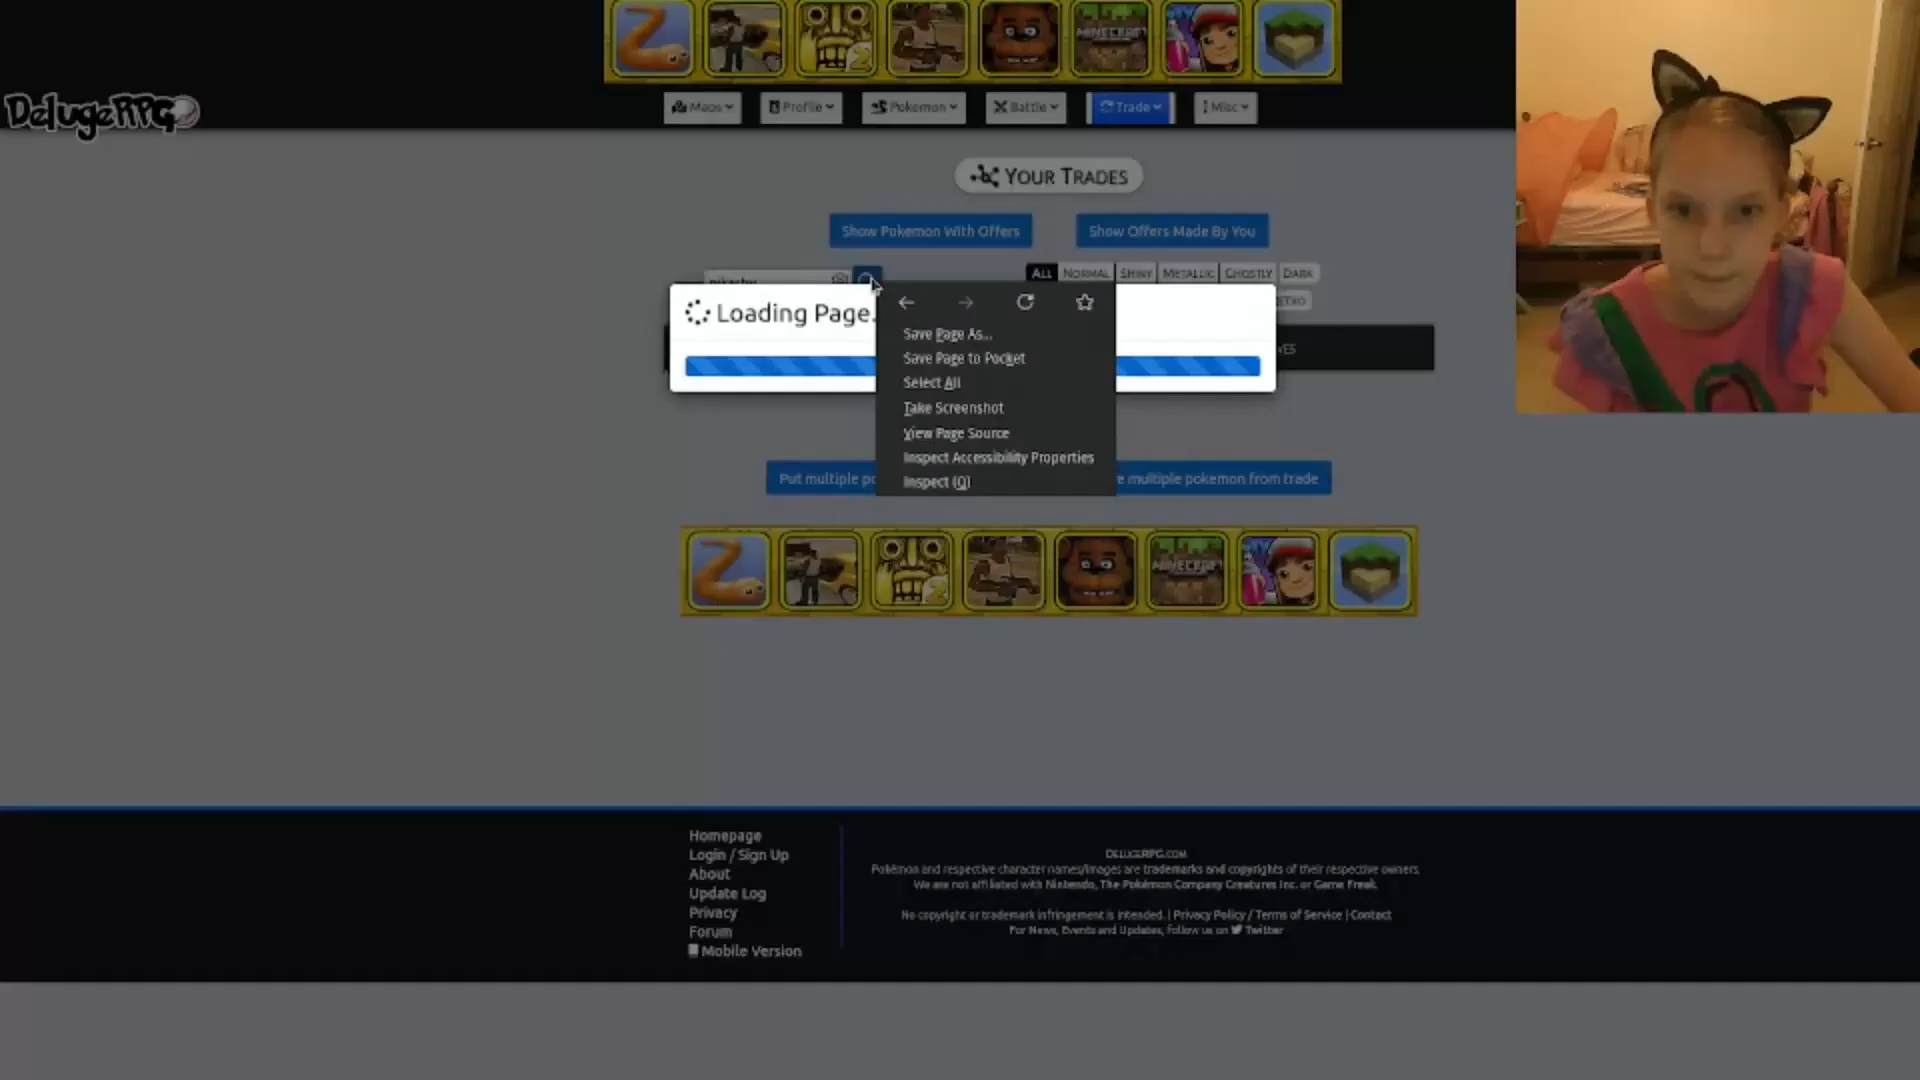 MINECRAFT
DelugeRPG
Maps
Profile
Pokemon
Battle
Trade
Misc
YOUR TRADES
Show Pokemon With Offers
Show Offers Made By You
ALL NORMAL SHINY METALLIC GHOSTLY DARK
Loading Page.
Save Page As...
Save Page to Pocket
Select All
Take Screenshot
View Page Source
Inspect Accessibility Properties
Inspect (Q)
Put multiple
multiple pokemon from trade
2
MINECRAFT
Homepage
Login / Sign Up
About
Update Log
Privacy
Forum
Mobile Version
DELUGERPG.COM
Pokémon and respective character names/images are trademarks and copyrights of their respective owners.
We are not affiliated with Nintendo, The Pokémon Company Creatures Inc. or Game Freak.
No copyright or trademark infringement is intended. | Privacy Policy / Terms of Service | Contact
For News, Events and Updates, follow us on Twitter